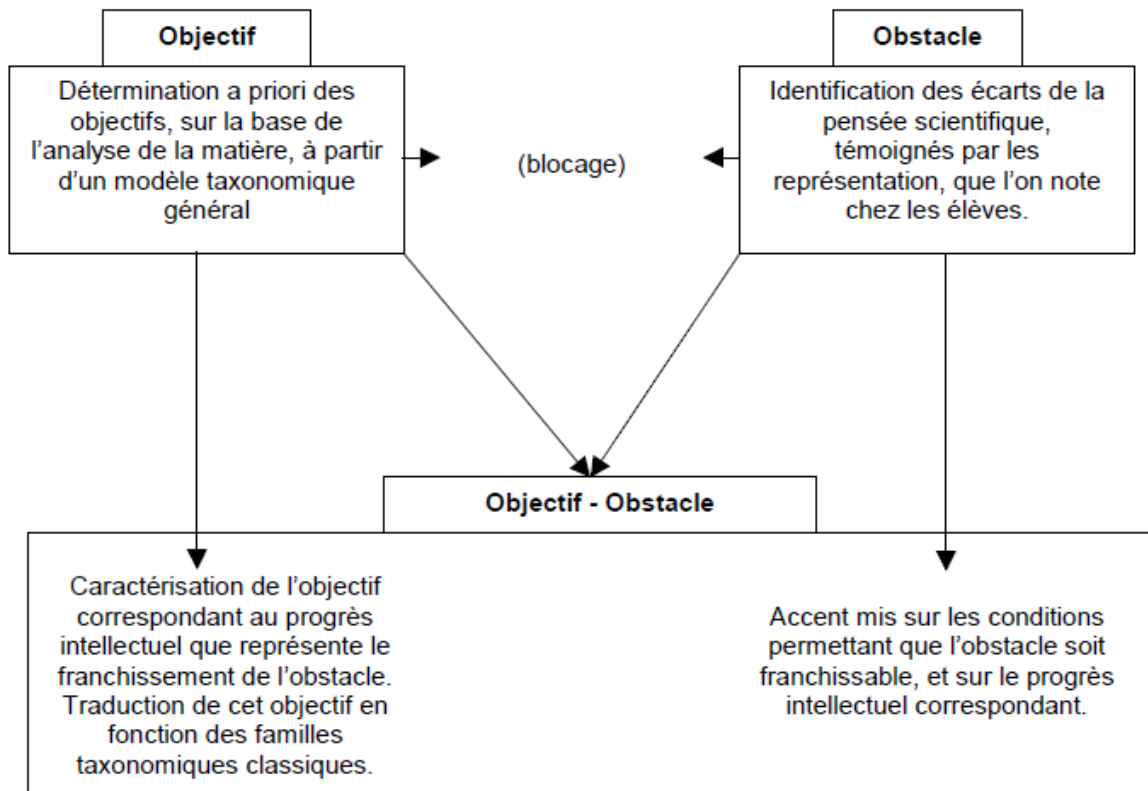 Objectif
Détermination a priori des
objectifs, sur la base de
l'analyse de la matière, à partir
d'un modèle taxonomique
général
(blocage)
Obstacle
Identification des écarts de la
pensée scientifique,
témoignés par les
représentation, que l'on note
chez les élèves.
Objectif - Obstacle
Caractérisation de l'objectif
correspondant au progrès
intellectuel que représente le
franchissement de l'obstacle.
Traduction de cet objectif en
fonction des familles
taxonomiques classiques.
Accent mis sur les conditions
permettant que l'obstacle soit
franchissable, et sur le progrès
intellectuel correspondant.